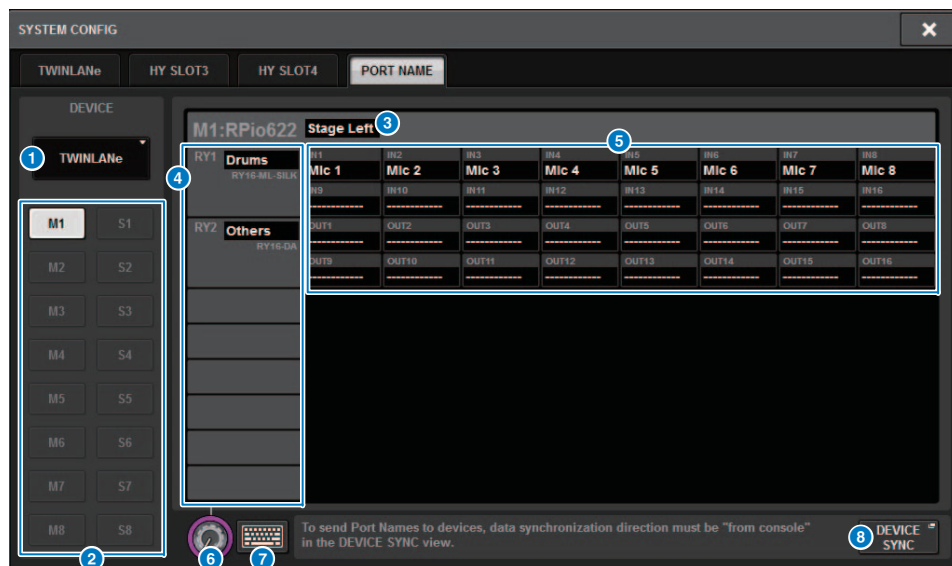 SYSTEM CONFIG
TWINLANe HY SLOT3 HY SLOT4 PORT NAME
DEVICE
1 TWINLANe
M1 S1
M2 S2
M3 S3
M4 S4
M5 S5
M6 S6
M7 S7
M8 S8
2
M1:RPio622 Stage Left 3
4
5
RY1 Drums
RY16-ML-SILK
IN1 IN2 IN3 IN4 IN5 IN6 IN7 IN8
MIc 1 MIc 2 MIc 3 MIc 4 MIc 5 MIc 6 MIc 7 MIc 8
IN9 IN10 IN11 IN12 IN13 IN14 IN15 IN16
------------ ------------ ------------ ------------ ------------ ------------ ------------ ------------
RY2 Others
RY16-DA
OUT1 OUT2 OUT3 OUT4 OUT5 OUT6 OUT7 OUT8
------------ ------------ ------------ ------------ ------------ ------------ ------------ ------------
OUT9 OUT10 OUT11 OUT12 OUT13 OUT14 OUT15 OUT16
------------ ------------ ------------ ------------ ------------ ------------ ------------ ------------
6 7
To send Port Names to devices, data synchronization direction must be "from console"
in the DEVICE SYNC view.
8 DEVICE
SYNC